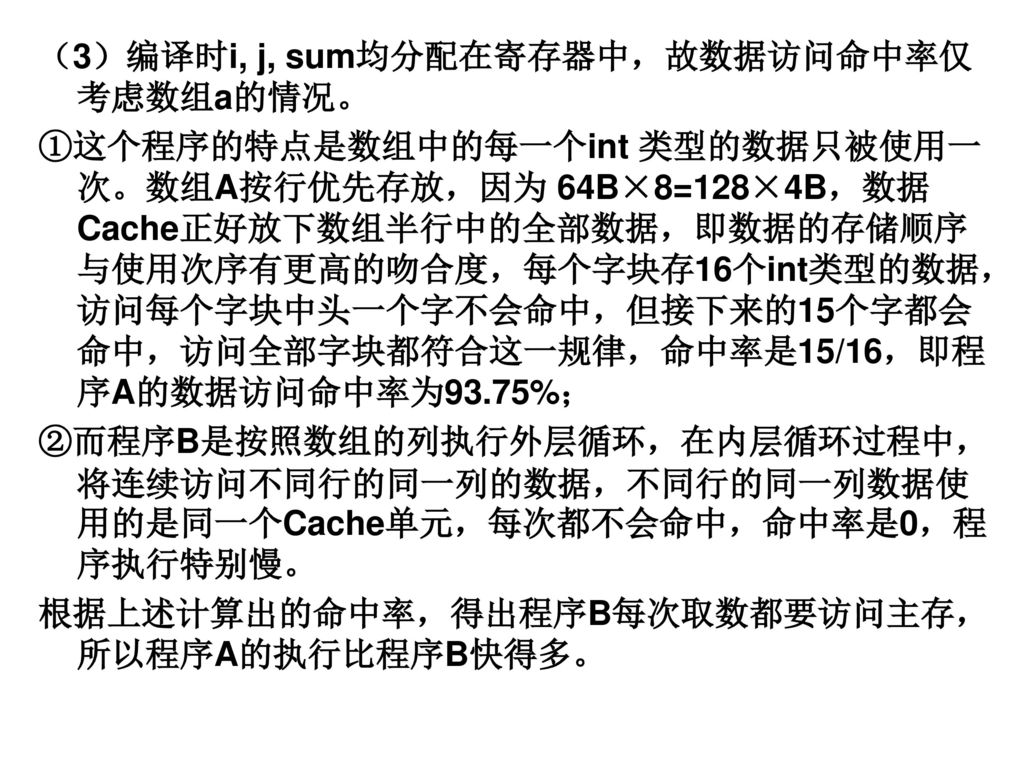 （3）编译时i, j, sum均分配在寄存器中，故数据访问命中率仅
考虑数组a的情况。
①这个程序的特点是数组中的每一个int 类型的数据只被使用一
次。数组A按行优先存放，因为 64B×8=128×4B，数据
Cache正好放下数组半行中的全部数据，即数据的存储顺序
与使用次序有更高的吻合度，每个字块存16个int类型的数据，
访问每个字块中头一个字不会命中，但接下来的15个字都会
命中，访问全部字块都符合这一规律，命中率是15/16，即程
序A的数据访问命中率为93.75%；
②而程序B是按照数组的列执行外层循环，在内层循环过程中，
将连续访问不同行的同一列的数据，不同行的同一列数据使
用的是同一个Cache单元，每次都不会命中，命中率是0，程
序执行特别慢。
根据上述计算出的命中率，得出程序B每次取数都要访问主存，
所以程序A的执行比程序B快得多。